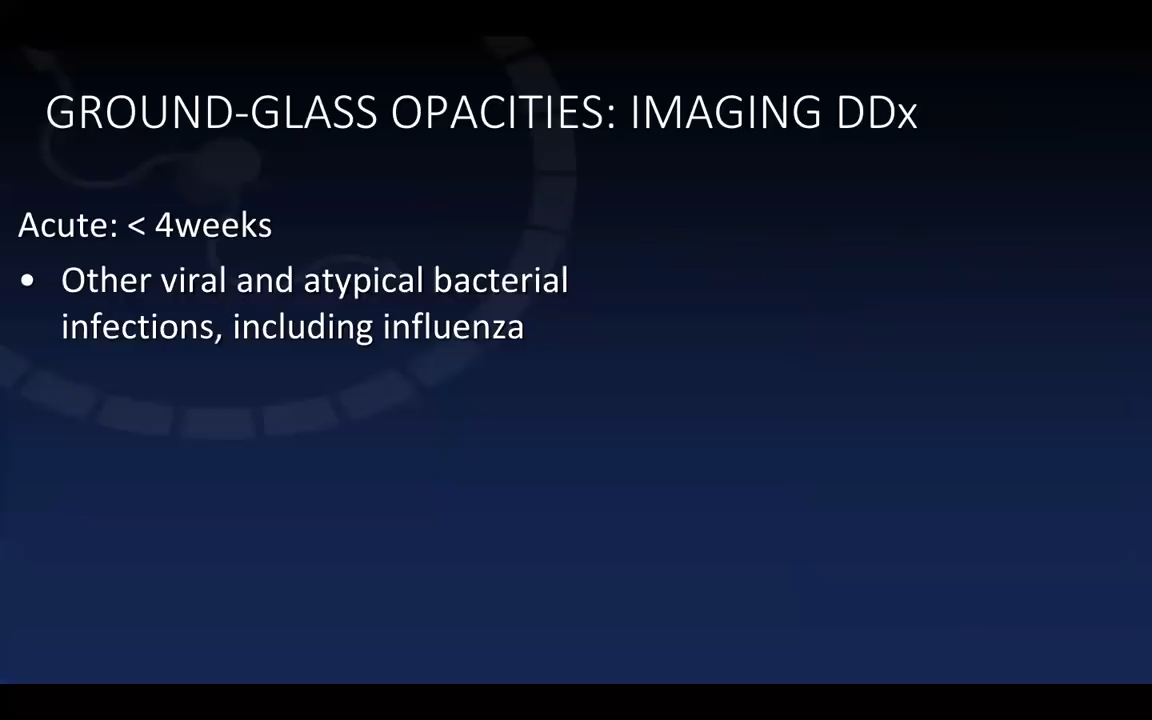 GROUND-GLASS OPACITIES: IMAGING DDx
Acute: < 4weeks
• Other viral and atypical bacterial
infections, including influenza